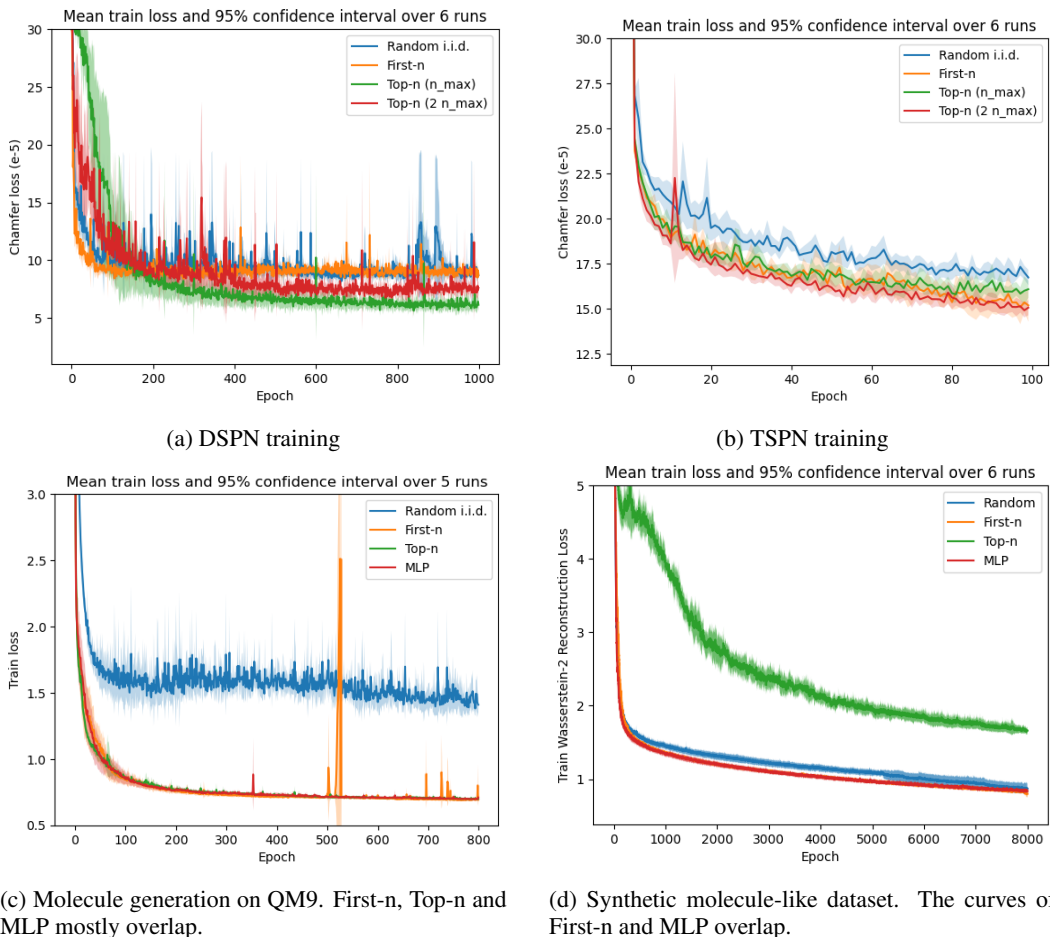 Mean train loss and 95% confidence interval over 6 runs
30
25
20
15
10
5
Chamfer loss (e-5)
Random i.i.d.
First-n
Top-n (n_max)
Top-n (2 n_max)
0 200 400 600 800 1000
Epoch
(a) DSPN training
Mean train loss and 95% confidence interval over 6 runs
30.0
27.5
25.0
22.5
20.0
17.5
15.0
12.5
Chamfer loss (e-5)
Random i.i.d.
First-n
Top-n (n_max)
Top-n (2 n_max)
0 20 40 60 80 100
Epoch
(b) TSPN training
Mean train loss and 95% confidence interval over 5 runs
3.0
2.5
2.0
1.5
1.0
0.5
Train loss
Random i.i.d.
First-n
Top-n
MLP
0 100 200 300 400 500 600 700 800
Epoch
(c) Molecule generation on QM9. First-n, Top-n and
MLP mostly overlap.
Mean train loss and 95% confidence interval over 6 runs
5
4
3
2
1
Train Wasserstein-2 Reconstruction Loss
Random
First-n
Top-n
MLP
0 1000 2000 3000 4000 5000 6000 7000 8000
Epoch
(d) Synthetic molecule-like dataset. The curves of
First-n and MLP overlap.